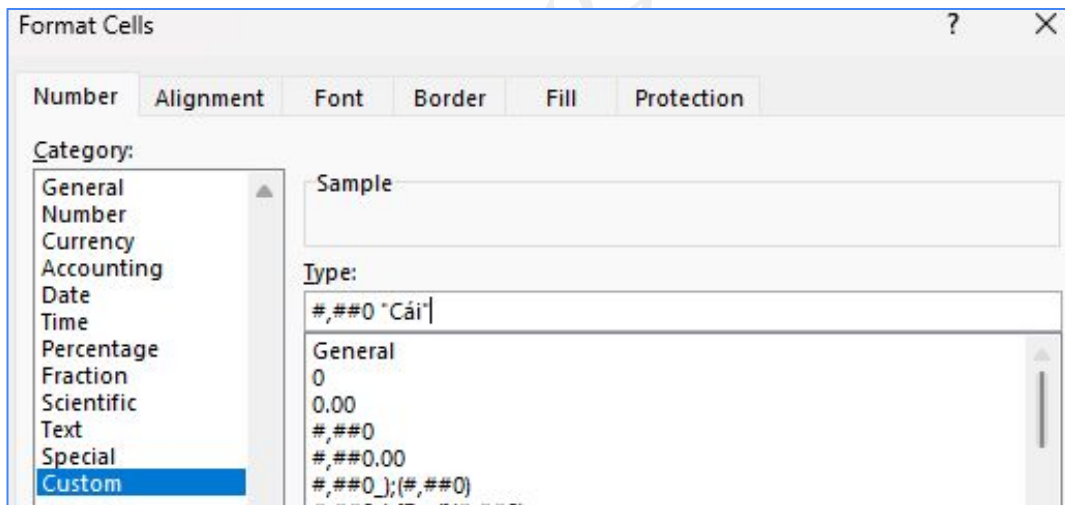 Format Cells ? ×
Number Alignment Font Border Fill Protection
Category:
General
Number
Currency
Accounting
Date
Time
Percentage
Fraction
Scientific
Text
Special
Custom
Sample
Type:
#,##0 "Cái"
General
0
0.00
#,##0
#,##0.00
#,##0_);(#,##0)